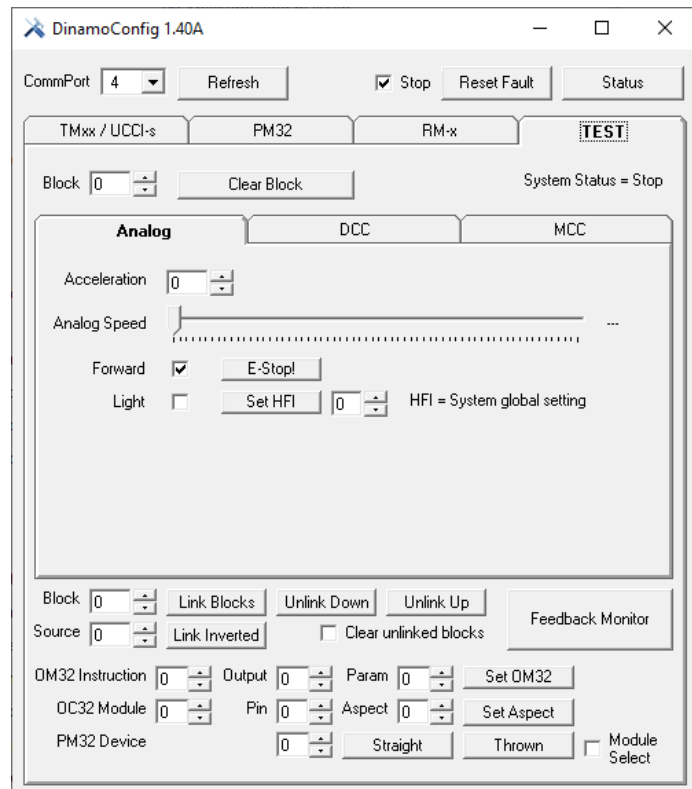 DinamoConfig 1.40A
CommPort 4 Refresh Stop Reset Fault Status
TMxx / UCCI-s PM32 RM-x TEST
Block 0 Clear Block System Status = Stop
Analog DCC MCC
Acceleration 0
Analog Speed ---
Forward E-Stop!
Light Set HFI 0 HFI = System global setting
Block 0 Link Blocks Unlink Down Unlink Up
Feedback Monitor
Source 0 Link Inverted Clear unlinked blocks
OM32 Instruction 0 Output 0 Param 0 Set OM32
OC32 Module 0 Pin 0 Aspect 0 Set Aspect
PM32 Device 0 Straight Thrown Module
Select